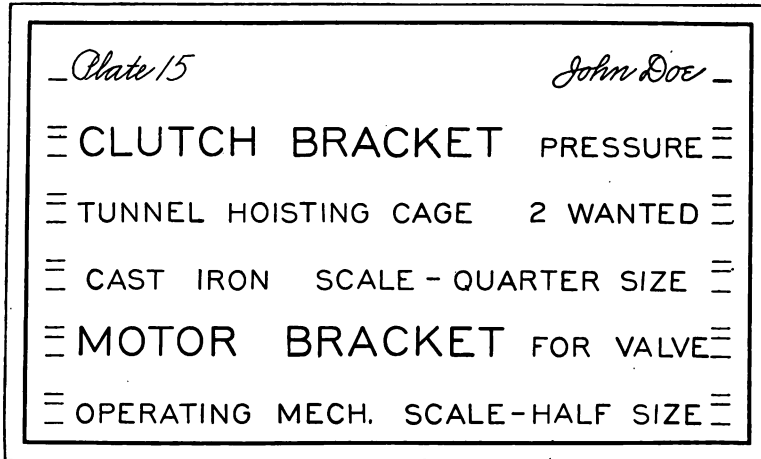 Plate 15 John Doe
CLUTCH BRACKET PRESSURE
TUNNEL HOISTING CAGE 2 WANTED
CAST IRON SCALE - QUARTER SIZE
MOTOR BRACKET FOR VALVE
OPERATING MECH. SCALE-HALF SIZE